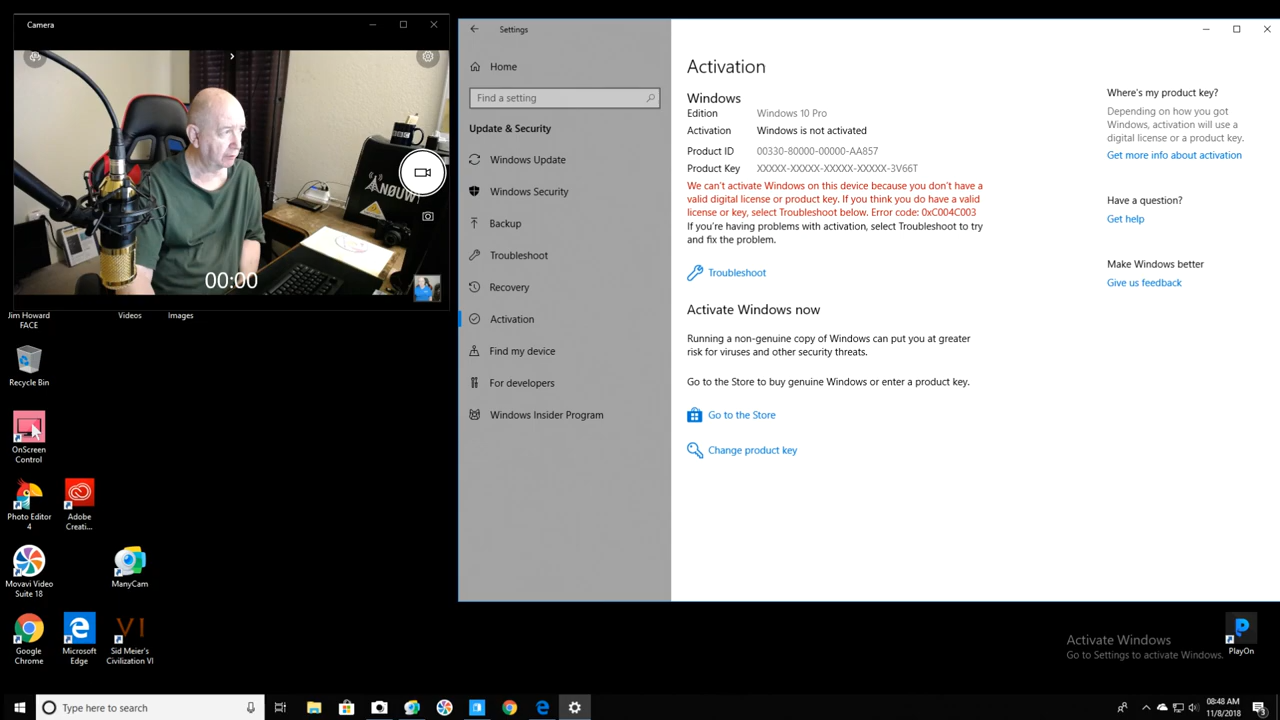 Camera
00:00
Jim Howard
FACE
Videos
Images
Recycle Bin
OnScreen
Control
Photo Editor
4
Adobe
Creati...
Movavi Video
Suite 18
ManyCam
Google
Chrome
Microsoft
Edge
VI
Sid Meier's
Civilization VI
Settings
Home
Find a setting
Update & Security
Windows Update
Windows Security
Backup
Troubleshoot
Recovery
Activation
Find my device
For developers
Windows Insider Program
Activation
Windows
Edition Windows 10 Pro
Activation Windows is not activated
Product ID 00330-80000-00000-AA857
Product Key XXXXX-XXXXX-XXXXX-XXXXX-3V66T
We can't activate Windows on this device because you don't have a
valid digital license or product key. If you think you do have a valid
license or key, select Troubleshoot below. Error code: 0xC004C003
If you're having problems with activation, select Troubleshoot to try
and fix the problem.
Troubleshoot
Activate Windows now
Running a non-genuine copy of Windows can put you at greater
risk for viruses and other security threats.
Go to the Store to buy genuine Windows or enter a product key.
Go to the Store
Change product key
Where's my product key?
Depending on how you got
Windows, activation will use a
digital license or a product key.
Get more info about activation
Have a question?
Get help
Make Windows better
Give us feedback
Activate Windows
Go to Settings to activate Windows.
PlayOn
Type here to search
08:48 AM
11/8/2018
3